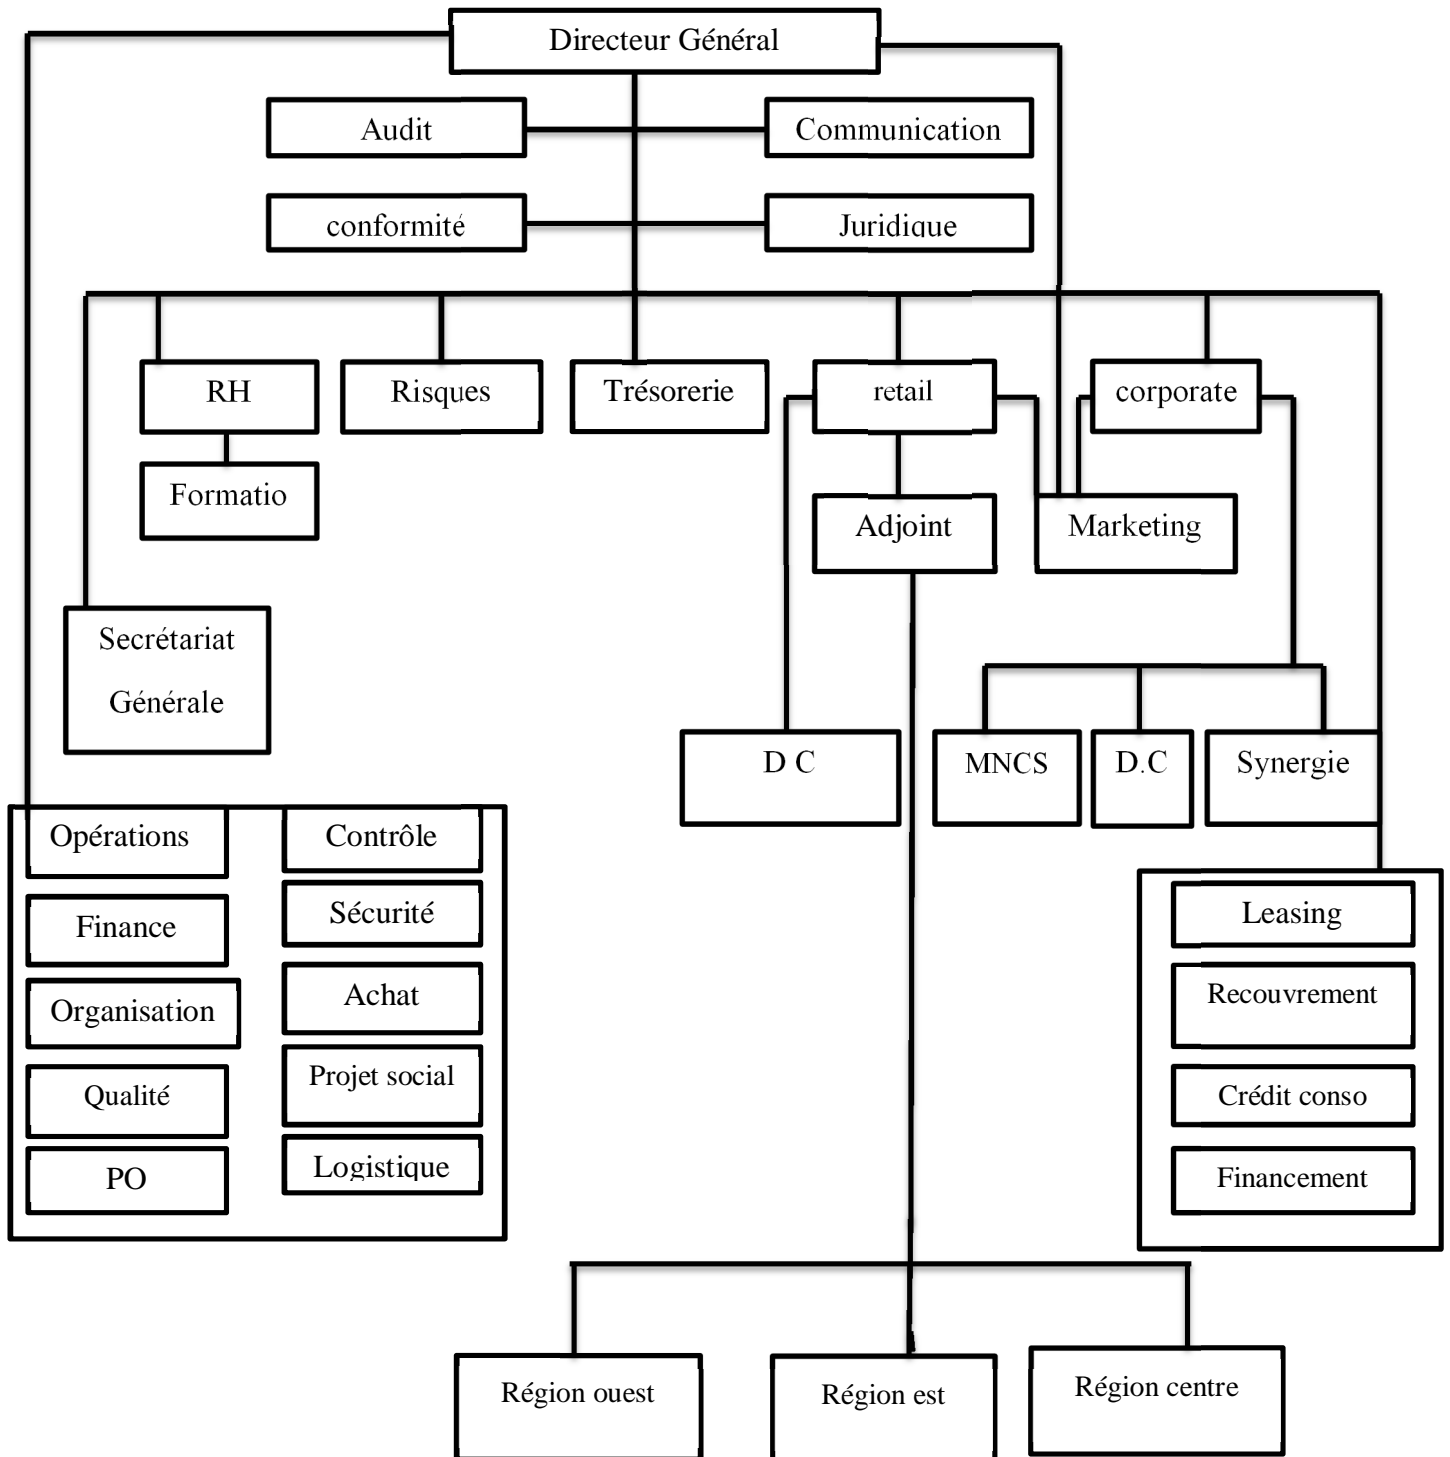 Directeur Général
Audit
Communication
conformité
Juridique
RH
Risques
Trésorerie
retail
corporate
Formatio
Adjoint
Marketing
Secrétariat
Générale
D C
MNCS
D.C
Synergie
Opérations
Contrôle
Finance
Sécurité
Organisation
Achat
Qualité
Projet social
PO
Logistique
Leasing
Recouvrement
Crédit conso
Financement
Région ouest
Région est
Région centre